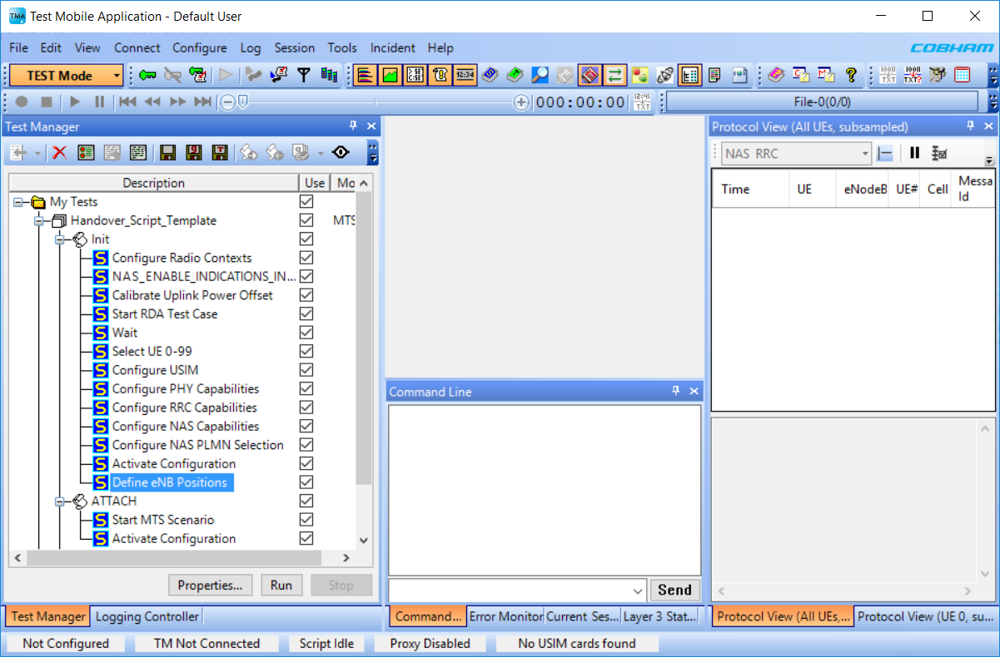 TMA Test Mobile Application - Default User
File Edit View Connect Configure Log Session Tools Incident Help
COBHAM
TEST Mode
000:00:00
File-0(0/0)
Test Manager
Description Use Mo
My Tests
Handover_Script_Template MTS
Init
Configure Radio Contexts
NAS_ENABLE_INDICATIONS_IN...
Calibrate Uplink Power Offset
Start RDA Test Case
Wait
Select UE 0-99
Configure USIM
Configure PHY Capabilities
Configure RRC Capabilities
Configure NAS Capabilities
Configure NAS PLMN Selection
Activate Configuration
Define eNB Positions
ATTACH
Start MTS Scenario
Activate Configuration
Properties... Run Stop
Test Manager Logging Controller
Command Line
Send
Command... Error Monitor Current Ses... Layer 3 Stat...
Protocol View (All UEs, subsampled)
NAS RRC
Time UE eNodeB UE# Cell Messa
Id
Protocol View (All UEs,... Protocol View (UE 0, su...
Not Configured TM Not Connected Script Idle Proxy Disabled No USIM cards found